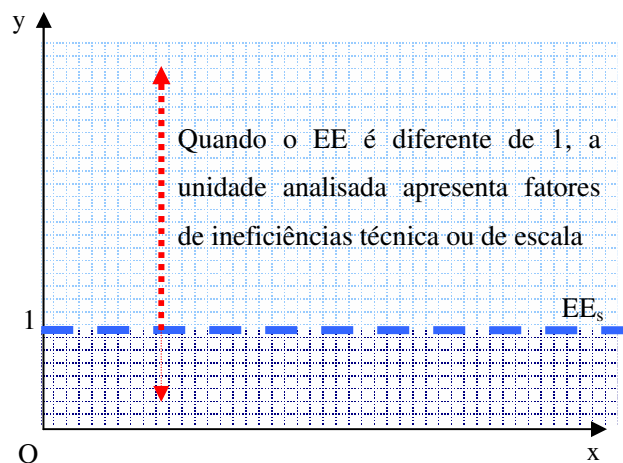 y
Quando o EE é diferente de 1, a
unidade analisada apresenta fatores
de ineficiências técnica ou de escala
EEs
1
O
x